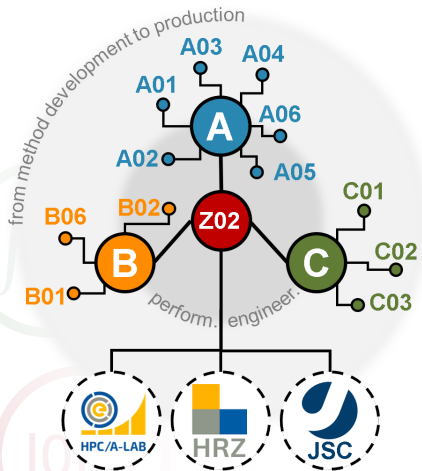 from method development to production
A03
A04
A01
A
A06
A02
A05
B06
B02
Z02
C01
B
C
C02
B01
C03
perform. engineer.
HPC/A-LAB
HRZ
JSC